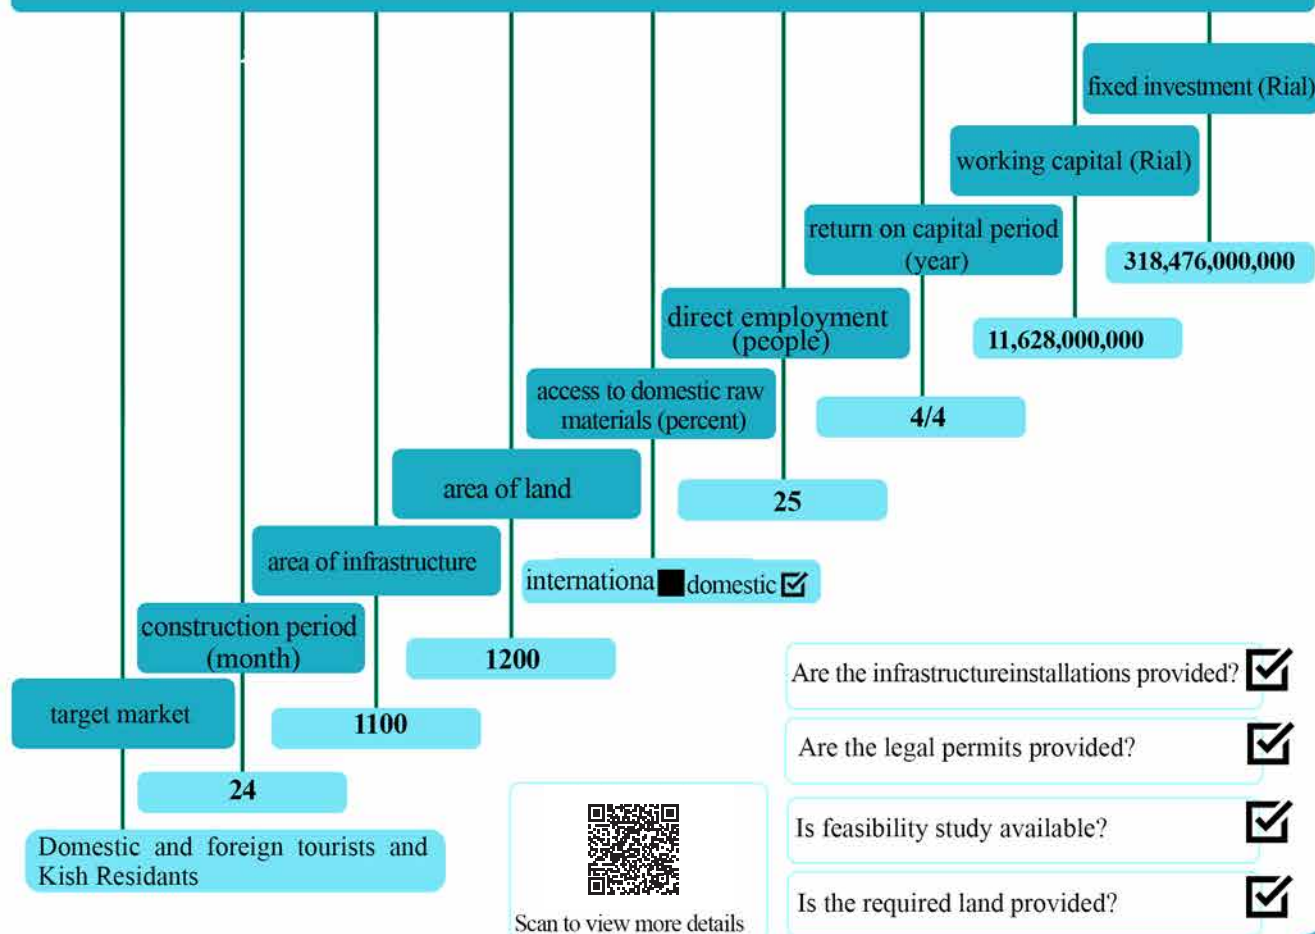 fixed investment (Rial)
318,476,000,000
working capital (Rial)
11,628,000,000
return on capital period
(year)
4/4
direct employment
(people)
25
access to domestic raw
materials (percent)
internationa domestic
area of land
1200
area of infrastructure
1100
construction period
(month)
24
target market
Domestic and foreign tourists and
Kish Residants
Scan to view more details
Are the infrastructureinstallations provided?
Are the legal permits provided?
Is feasibility study available?
Is the required land provided?